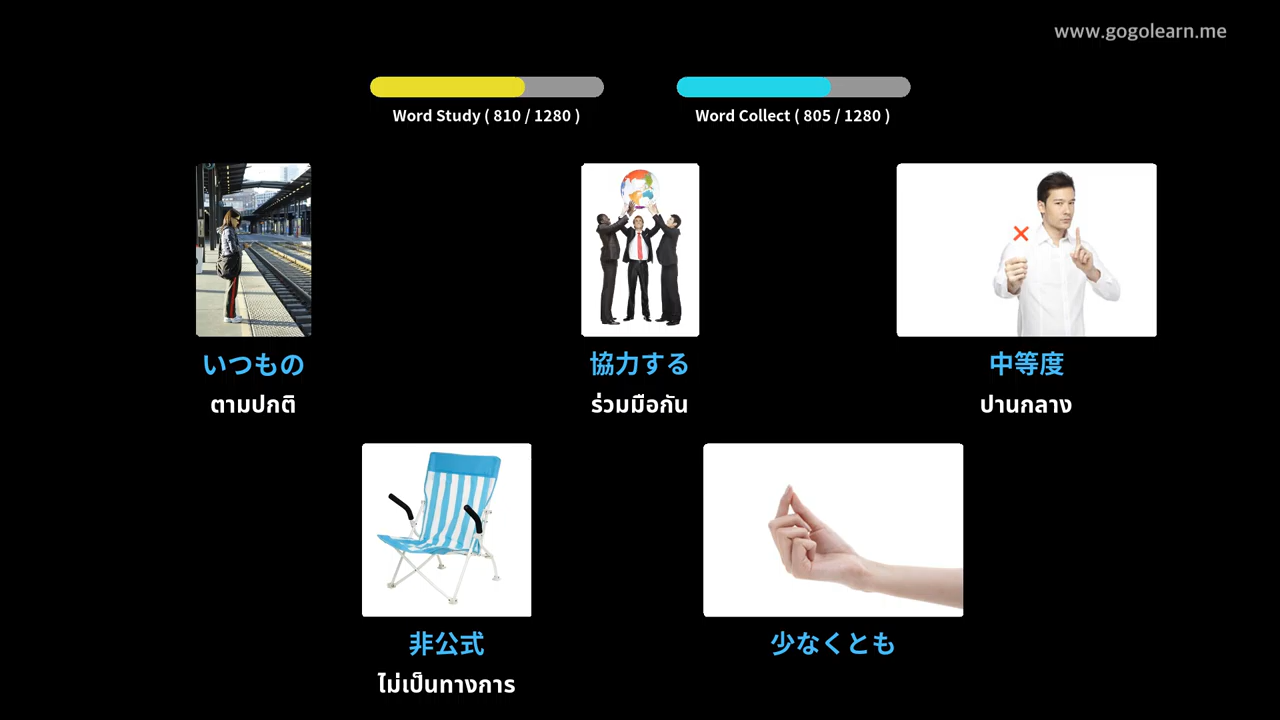 www.gogolearn.me
Word Study ( 810 / 1280 )
Word Collect ( 805 / 1280 )
いつもの
ตามปกติ
協力する
ร่วมมือกัน
中等度
ปานกลาง
非公式
ไม่เป็นทางการ
少なくとも